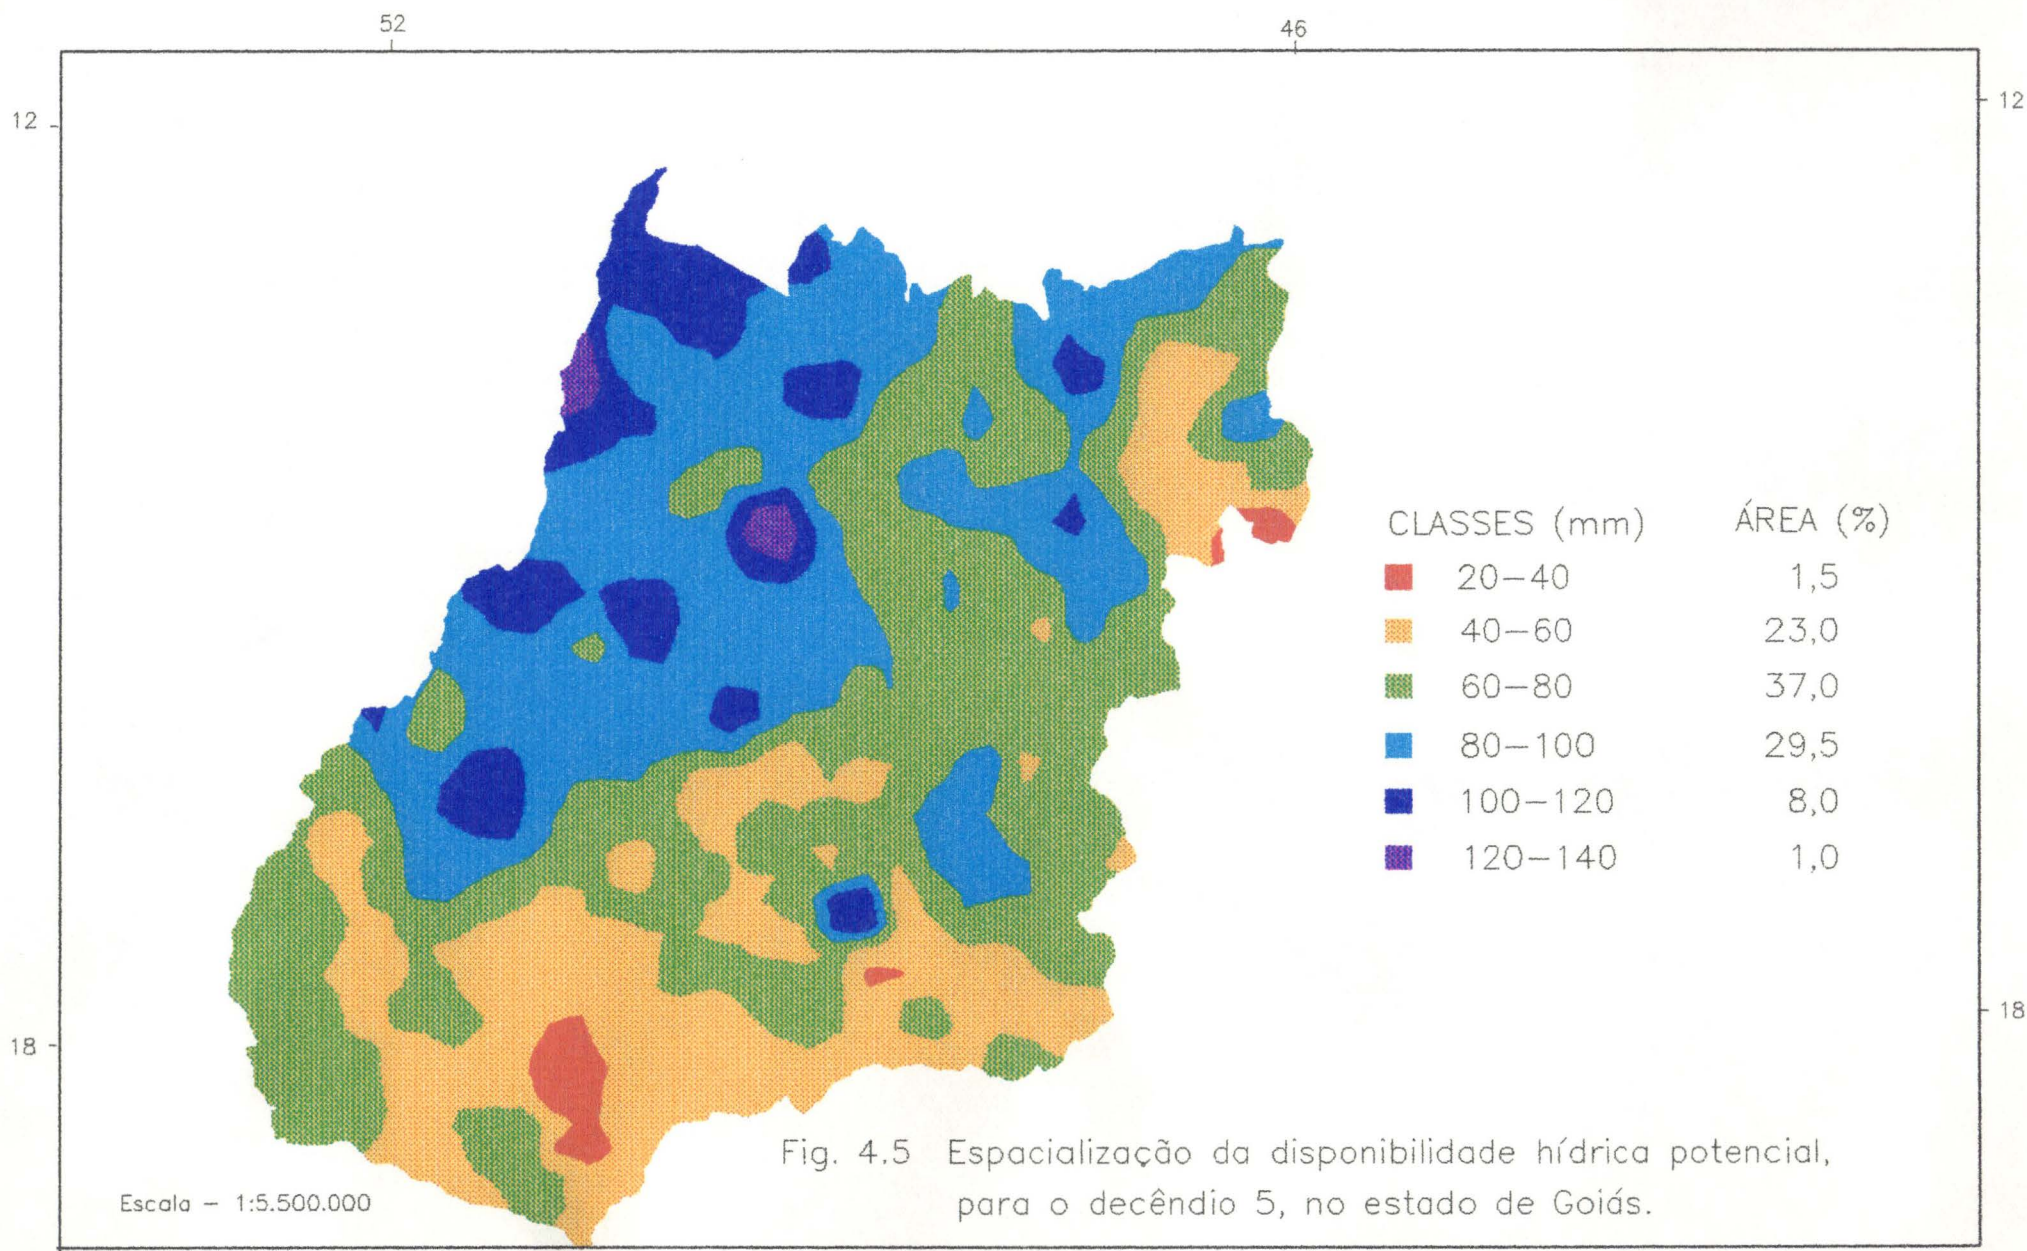 52 46
12 12
CLASSES (mm) ÁREA (%)
20-40 1,5
40-60 23,0
60-80 37,0
80-100 29,5
100-120 8,0
120-140 1,0
18 18
Fig. 4.5 Espacialização da disponibilidade hídrica potencial,
para o decêndio 5, no estado de Goiás.
Escala - 1:5.500.000